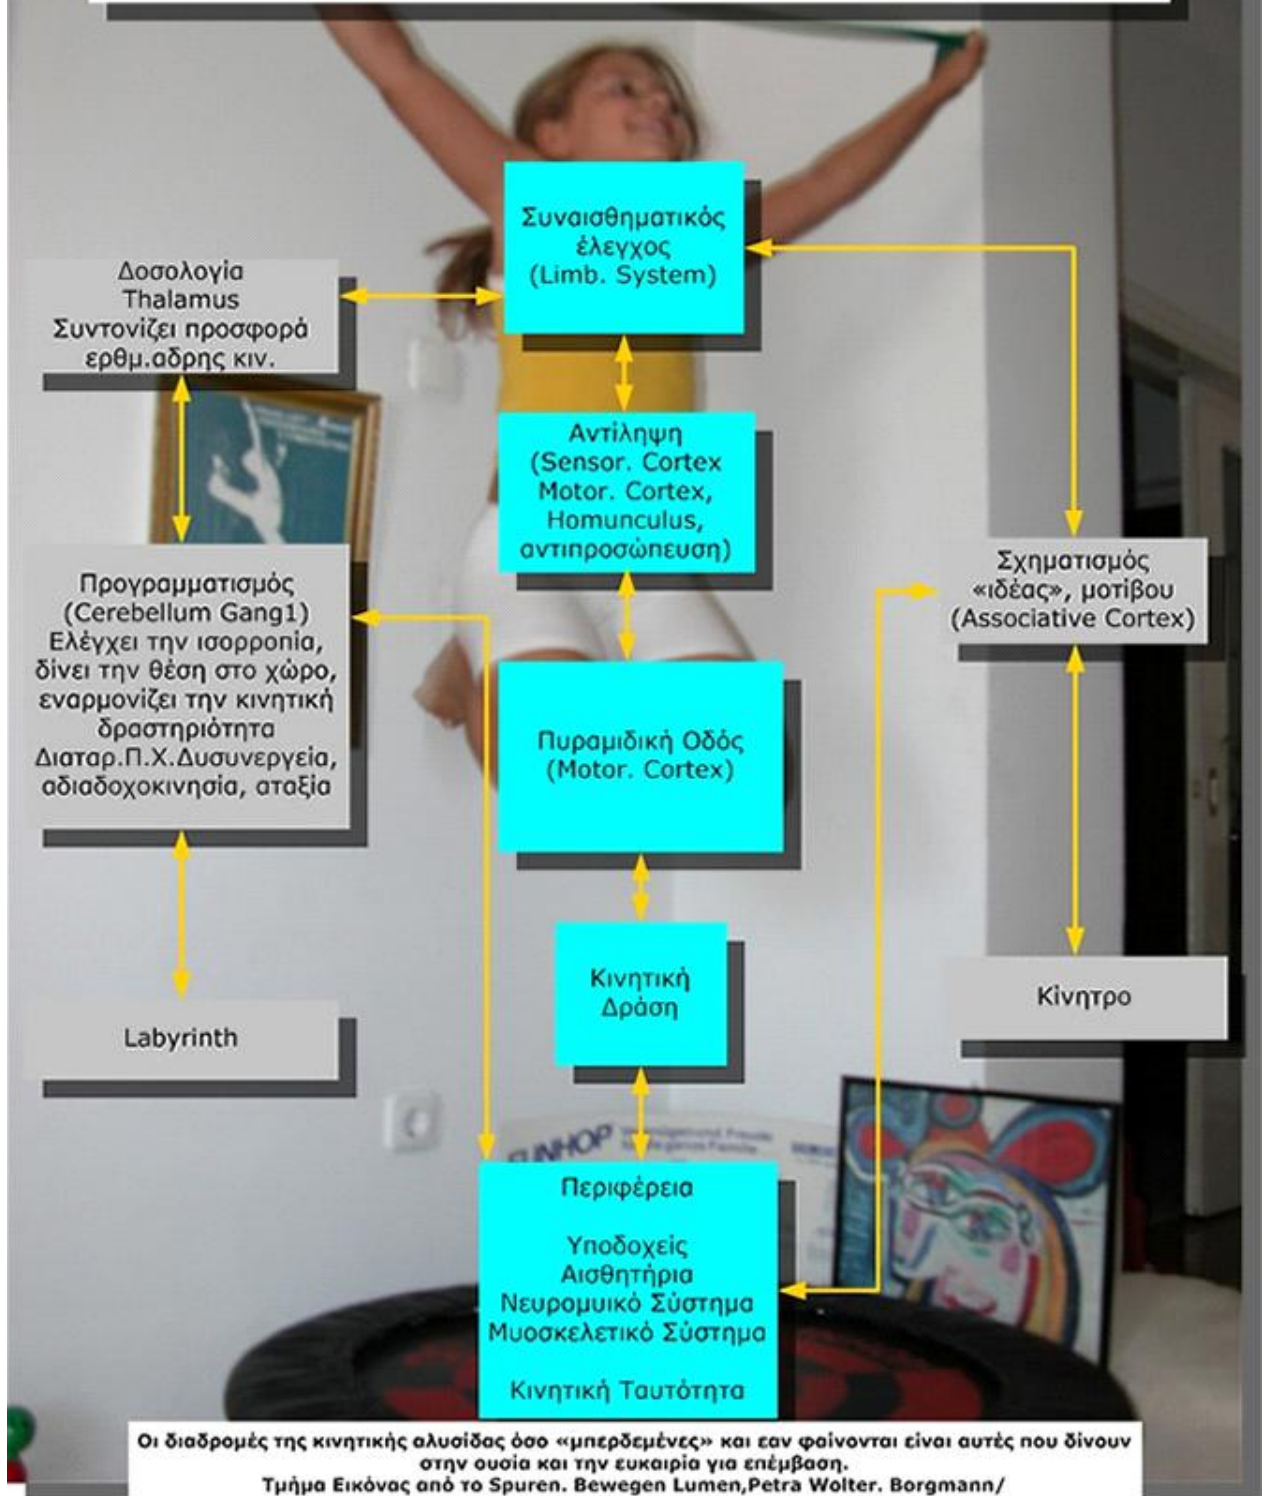 Συναισθηματικός
έλεγχος
(Limb. System)
Δοσολογία
Thalamus
Συντονίζει προσφορά
ερθμ.αδρης κιν.
Αντίληψη
(Sensor. Cortex
Motor. Cortex,
Homunculus,
αντιπροσώπευση)
Προγραμματισμός
(Cerebellum Gang1)
Ελέγχει την ισορροπία,
δίνει την θέση στο χώρο,
εναρμονίζει την κινητική
δραστηριότητα
Διαταρ.Π.Χ.Δυσυνεργεία,
αδιαδοχοκινησία, αταξία
Σχηματισμός
«ιδέας», μοτίβου
(Associative Cortex)
Πυραμιδική Οδός
(Motor. Cortex)
Κινητική
Δράση
Κίνητρο
Labyrinth
FUNHOP
Περιφέρεια
Υποδοχείς
Αισθητήρια
Νευρομυικό Σύστημα
Μυοσκελετικό Σύστημα
Κινητική Ταυτότητα
Οι διαδρομές της κινητικής αλυσίδας όσο «μπερδεμένες» και εαν φαίνονται είναι αυτές που δίνουν
στην ουσία και την ευκαιρία για επέμβαση.
Τμήμα Εικόνας από το Spuren. Bewegen Lumen,Petra Wolter. Borgmann/